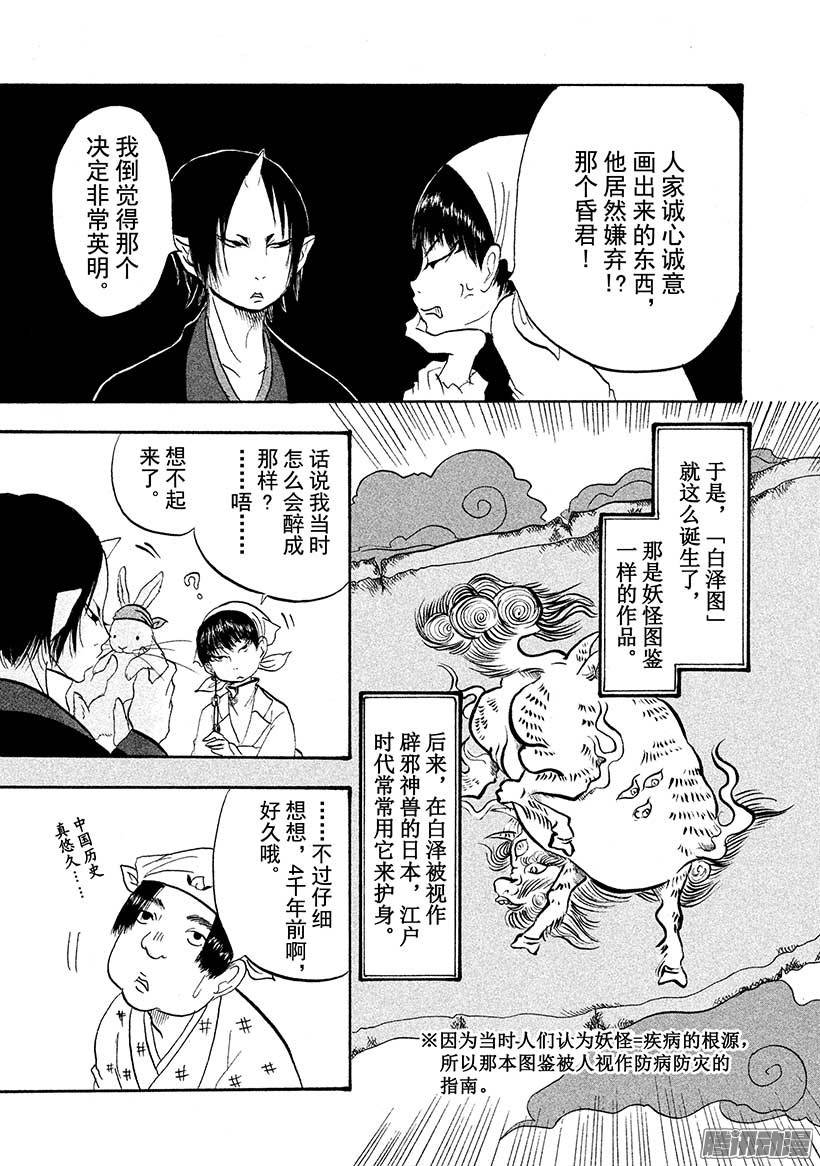 人家诚心诚意
画出来的东西，
他居然嫌弃!?
那个昏君！
我倒觉得那个
决定非常英明。
于是，「白泽图」
就这么诞生了，
那是妖怪图鉴
一样的作品。
后来，在白泽被视作
辟邪神兽的日本，江户
时代常常用它来护身。
※因为当时人们认为妖怪=疾病的根源，
所以那本图鉴被人视作防病防灾的
指南。
话说我当时
怎么会醉成
那样？
……唔……
想不起
来了。
?
……不过仔细
想想，4千年前啊，
好久哦。
中国历史
真悠久……
腾讯动漫